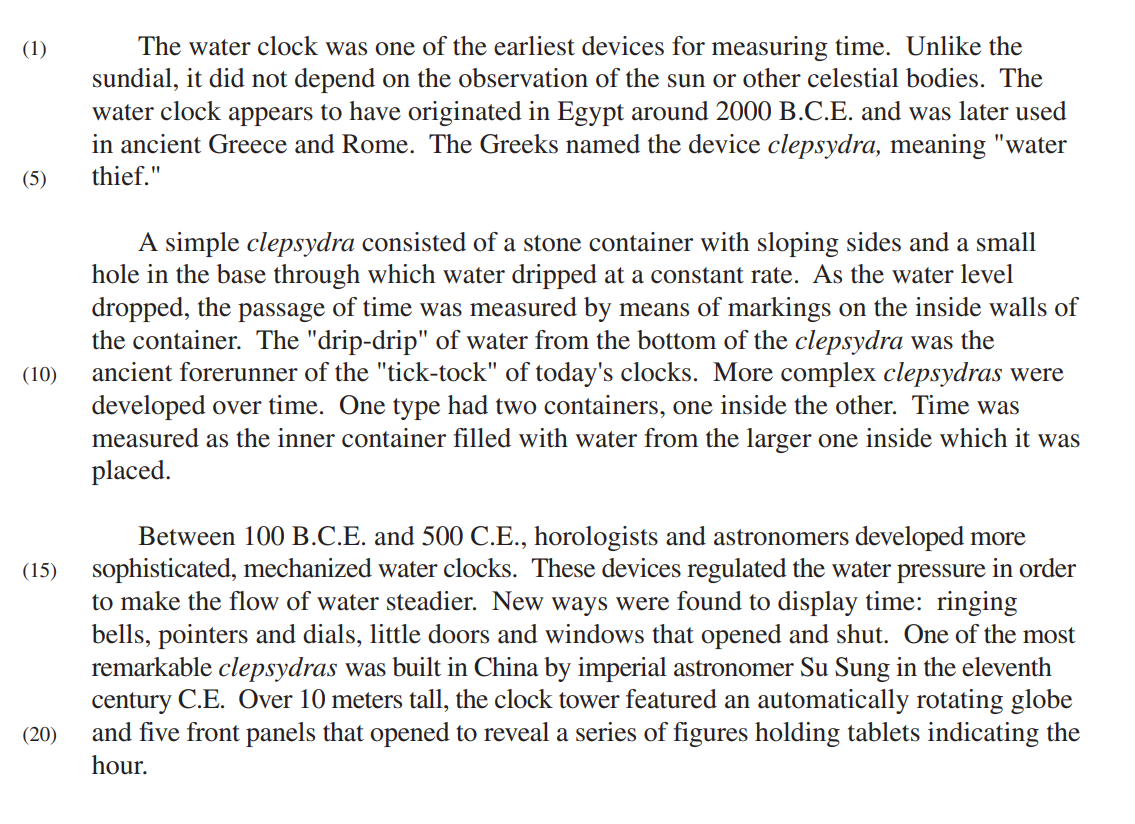 (1) The water clock was one of the earliest devices for measuring time. Unlike the
sundial, it did not depend on the observation of the sun or other celestial bodies. The
water clock appears to have originated in Egypt around 2000 B.C.E. and was later used
in ancient Greece and Rome. The Greeks named the device clepsydra, meaning "water
(5) thief."
A simple clepsydra consisted of a stone container with sloping sides and a small
hole in the base through which water dripped at a constant rate. As the water level
dropped, the passage of time was measured by means of markings on the inside walls of
the container. The "drip-drip" of water from the bottom of the clepsydra was the
(10) ancient forerunner of the "tick-tock" of today's clocks. More complex clepsydras were
developed over time. One type had two containers, one inside the other. Time was
measured as the inner container filled with water from the larger one inside which it was
placed.
Between 100 B.C.E. and 500 C.E., horologists and astronomers developed more
(15) sophisticated, mechanized water clocks. These devices regulated the water pressure in order
to make the flow of water steadier. New ways were found to display time: ringing
bells, pointers and dials, little doors and windows that opened and shut. One of the most
remarkable clepsydras was built in China by imperial astronomer Su Sung in the eleventh
century C.E. Over 10 meters tall, the clock tower featured an automatically rotating globe
(20) and five front panels that opened to reveal a series of figures holding tablets indicating the
hour.